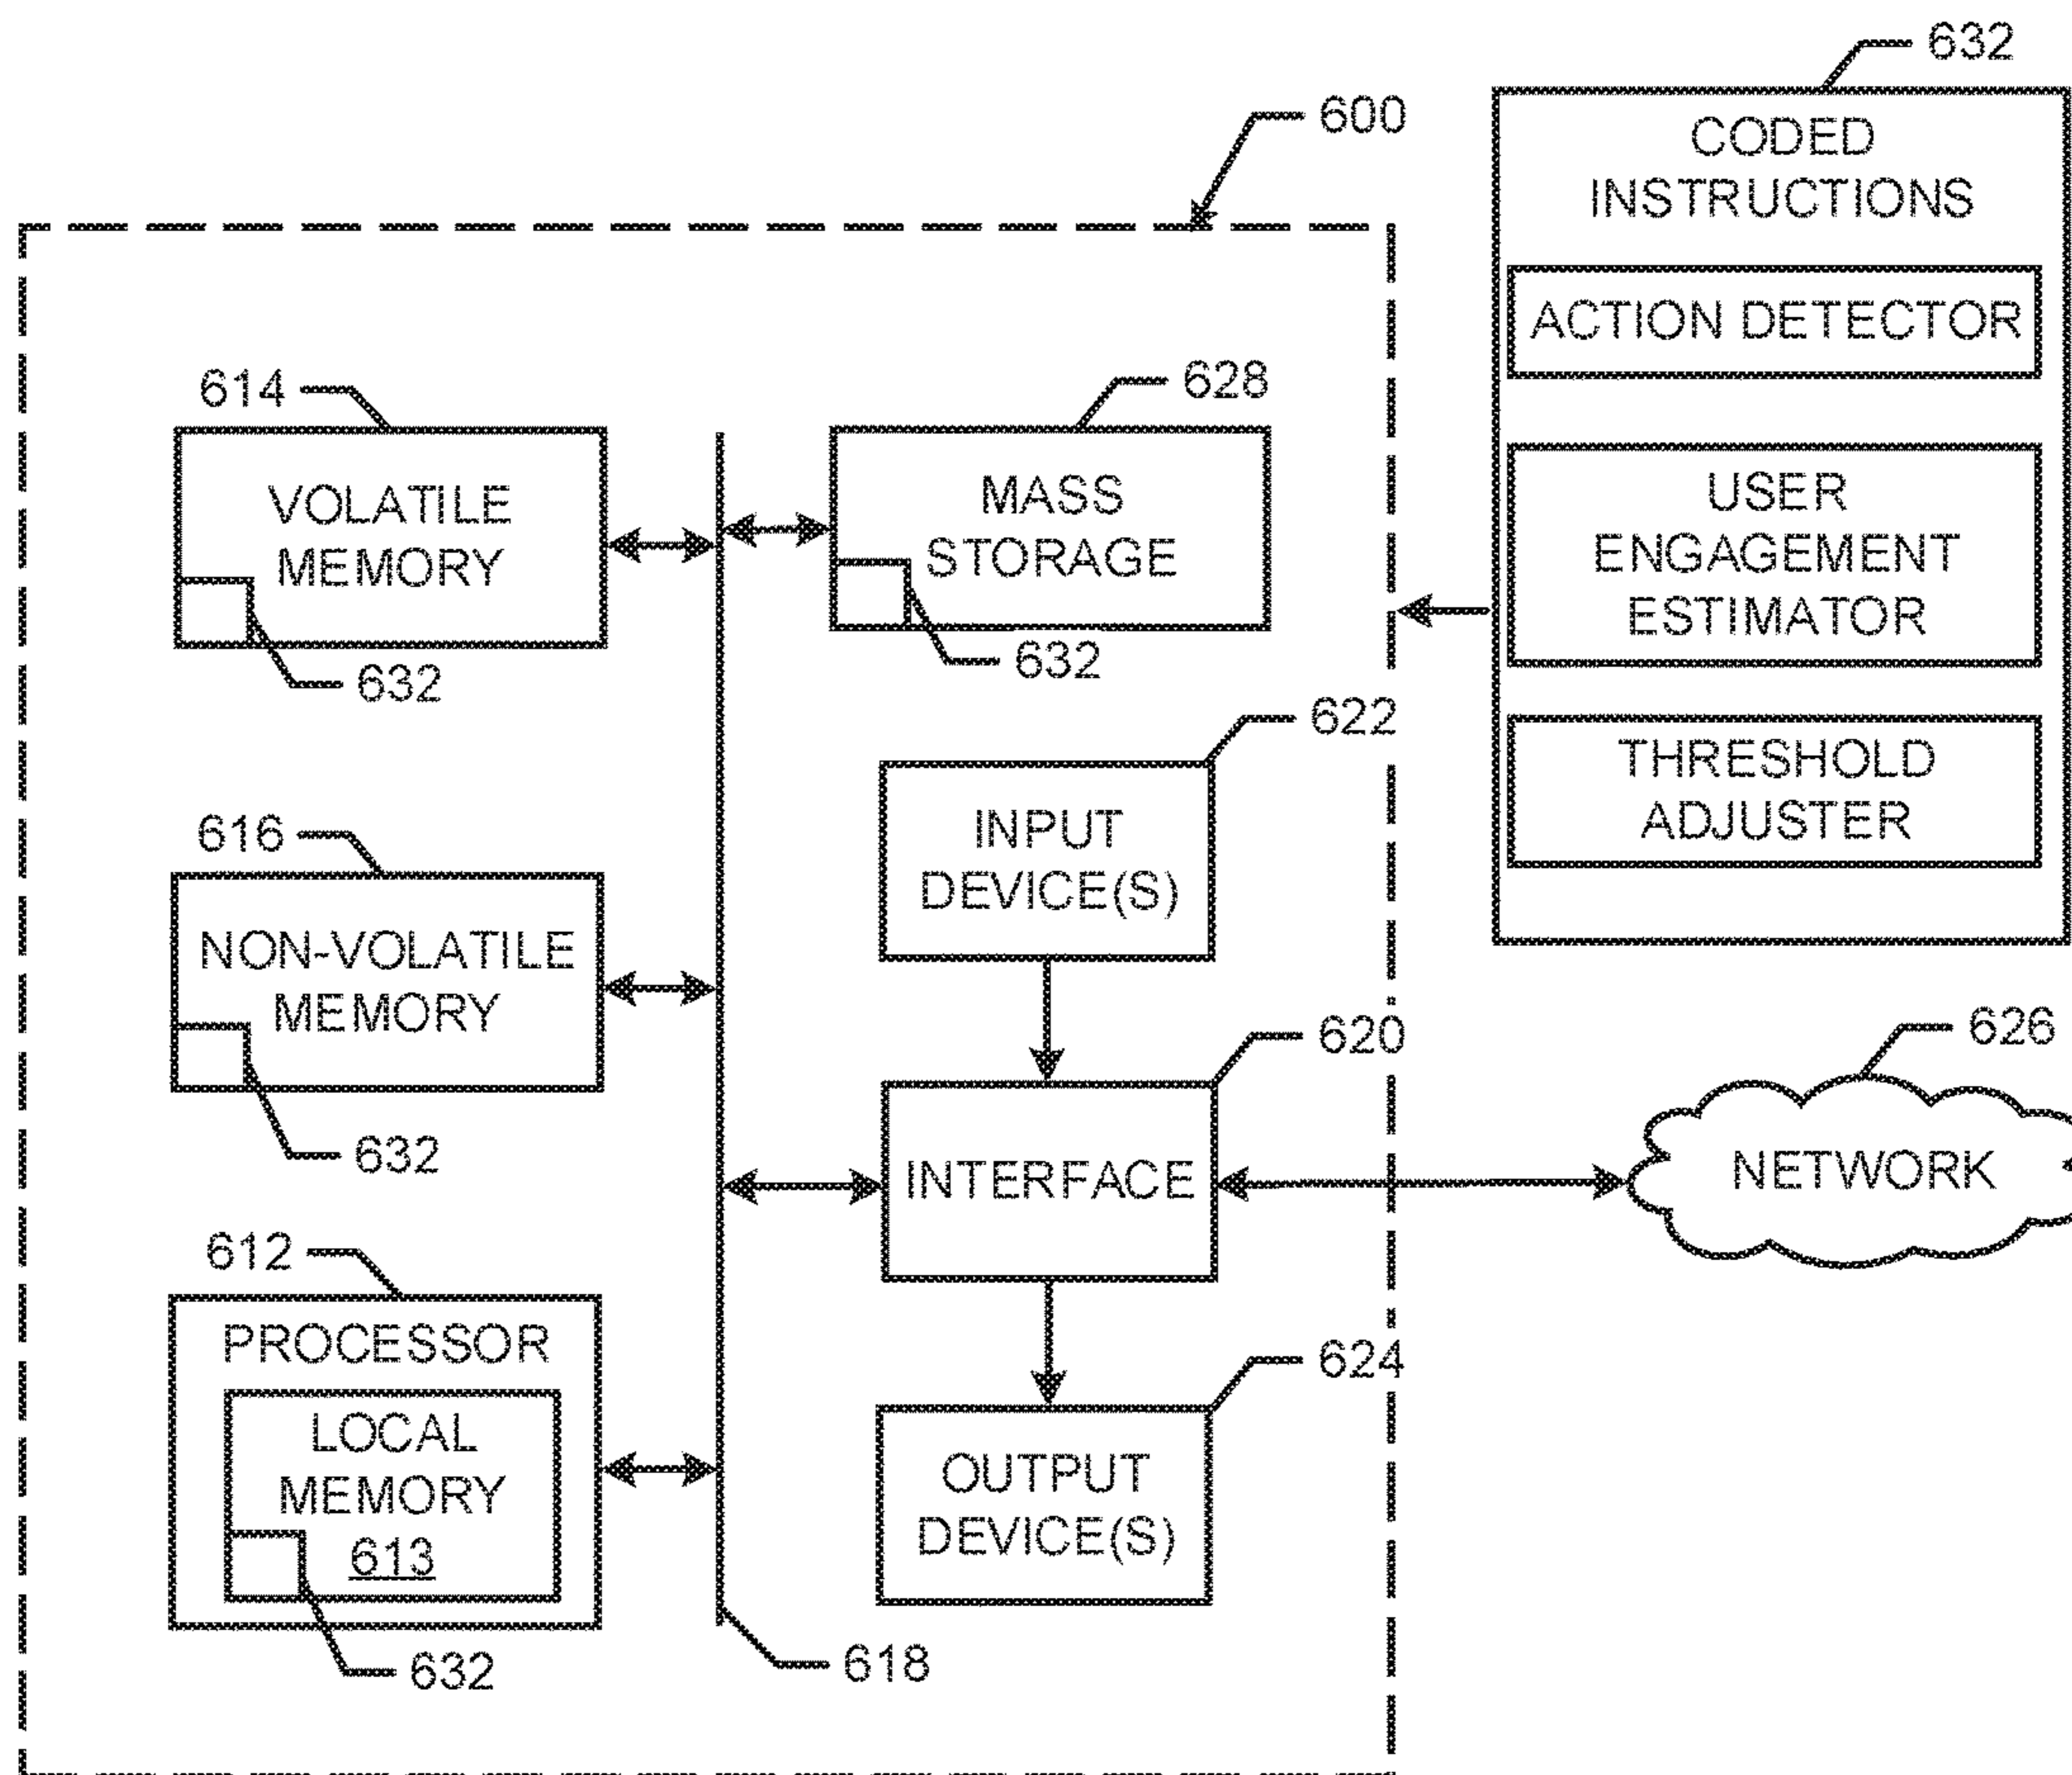 632
600
CODED
INSTRUCTIONS
ACTION DETECTOR
USER
ENGAGEMENT
ESTIMATOR
THRESHOLD
ADJUSTER
614
VOLATILE
MEMORY
632
628
MASS
STORAGE
632
622
INPUT
DEVICE(S)
616
NON-VOLATILE
MEMORY
632
620
INTERFACE
626
NETWORK
612
PROCESSOR
LOCAL
MEMORY
613
632
624
OUTPUT
DEVICE(S)
618